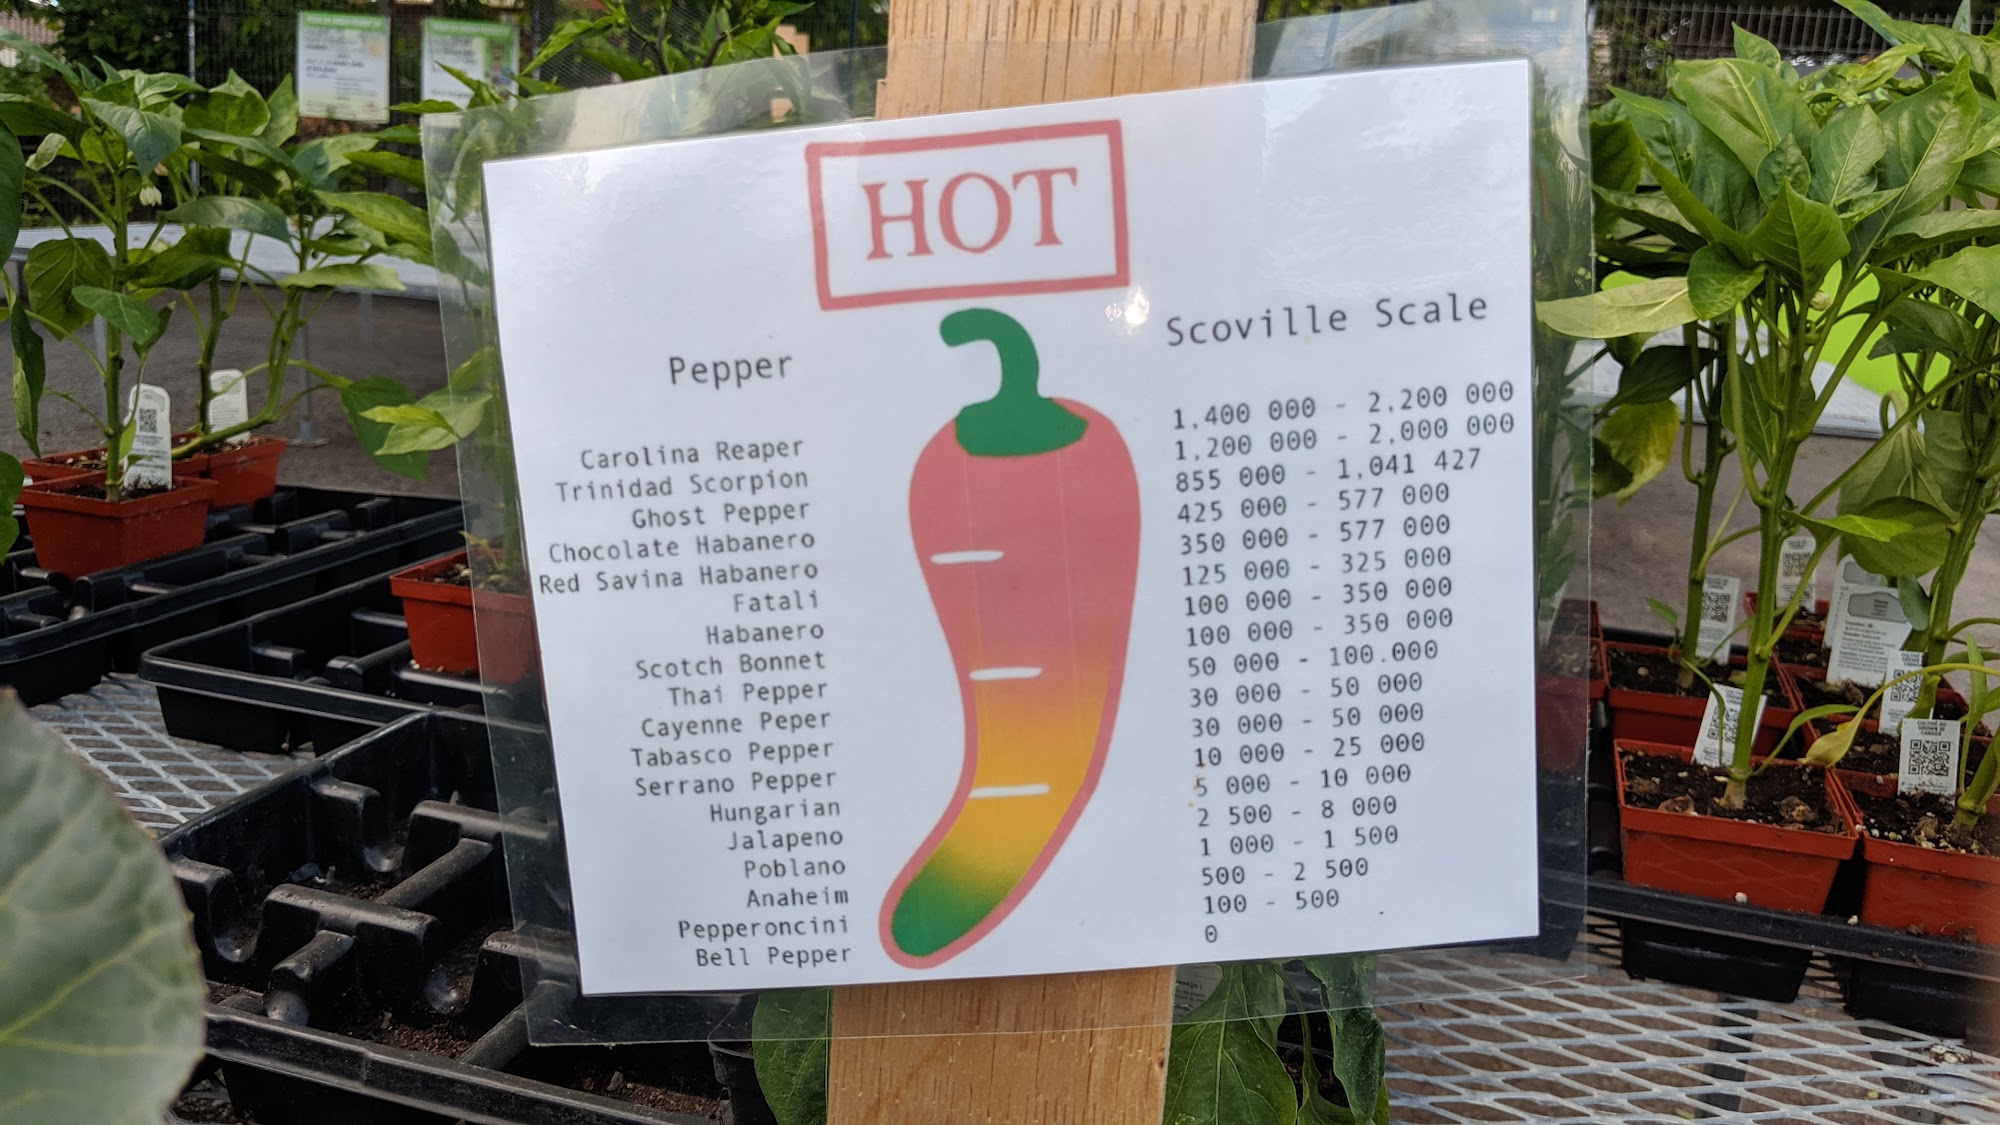 HOT
Pepper
Scoville Scale
Carolina Reaper 1,400 000 - 2,200 000
Trinidad Scorpion 1,200 000 - 2,000 000
Ghost Pepper 855 000 - 1,041 427
Chocolate Habanero 425 000 - 577 000
Red Savina Habanero 350 000 - 577 000
Fatali 125 000 - 325 000
Habanero 100 000 - 350 000
Scotch Bonnet 100 000 - 350 000
Thai Pepper 50 000 - 100.000
Cayenne Peper 30 000 - 50 000
Tabasco Pepper 30 000 - 50 000
Serrano Pepper 10 000 - 25 000
Hungarian 5 000 - 10 000
Jalapeno 2 500 - 8 000
Poblano 1 000 - 1 500
Anaheim 500 - 2 500
Pepperoncini 100 - 500
Bell Pepper 0
CULTIVÉ AU
GROWN IN
CANADA